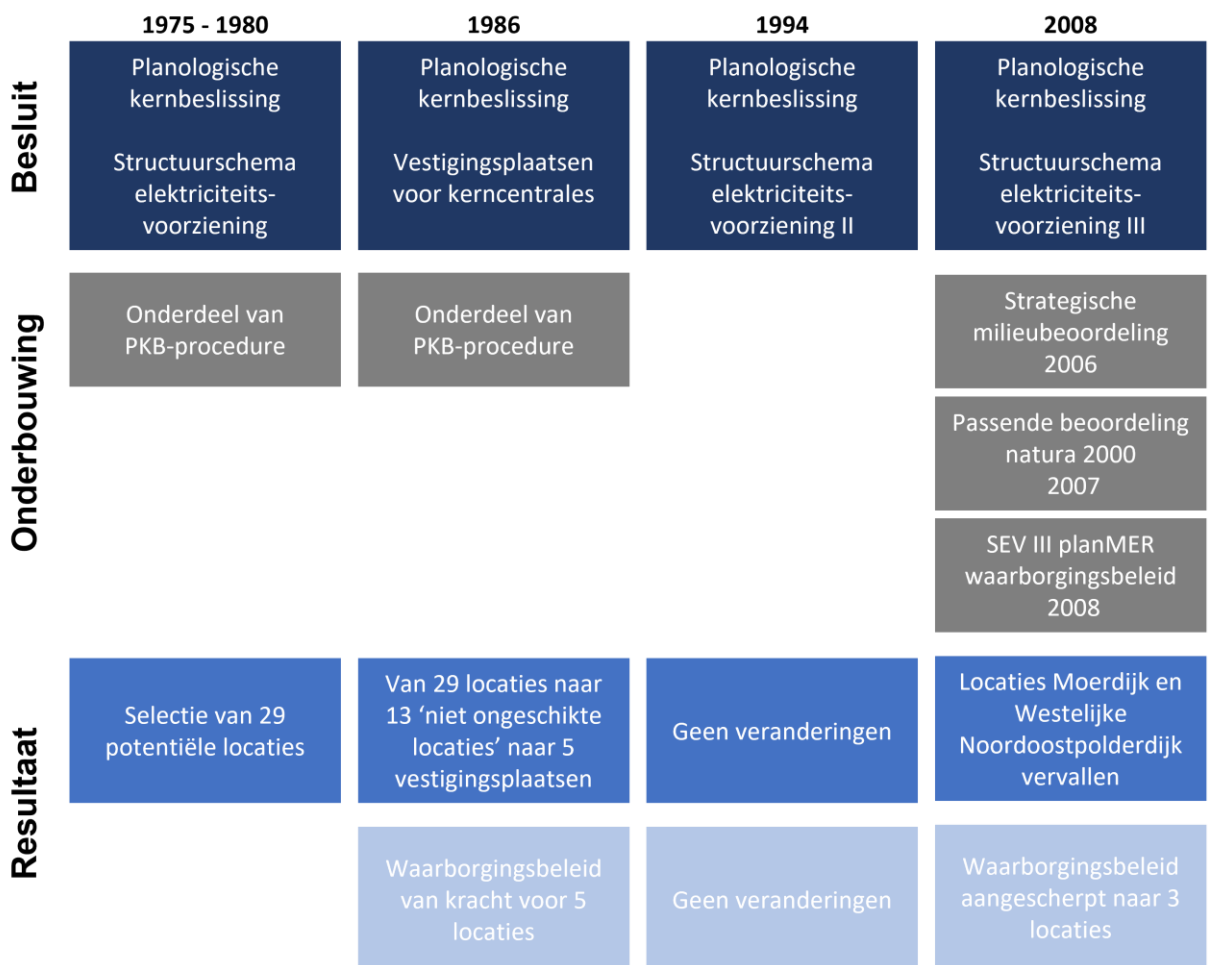 1975 - 1980
1986
1994
2008
Besluit
Planologische
kernbeslissing
Structuurschema
elektriciteits-
voorziening
Planologische
kernbeslissing
Vestigingsplaatsen
voor kerncentrales
Planologische
kernbeslissing
Structuurschema
elektriciteits-
voorziening II
Planologische
kernbeslissing
Structuurschema
elektriciteits-
voorziening III
Onderbouwing
Onderdeel van
PKB-procedure
Onderdeel van
PKB-procedure
Strategische
milieubeoordeling
2006
Passende beoordeling
natura 2000
2007
SEV III planMER
waarborgingsbeleid
2008
Resultaat
Selectie van 29
potentiële locaties
Van 29 locaties naar
13 ‘niet ongeschikte
locaties’ naar 5
vestigingsplaatsen
Geen veranderingen
Locaties Moerdijk en
Westelijke
Noordoostpolderdijk
vervallen
Waarborgingsbeleid
van kracht voor 5
locaties
Geen veranderingen
Waarborgingsbeleid
aangescherpt naar 3
locaties